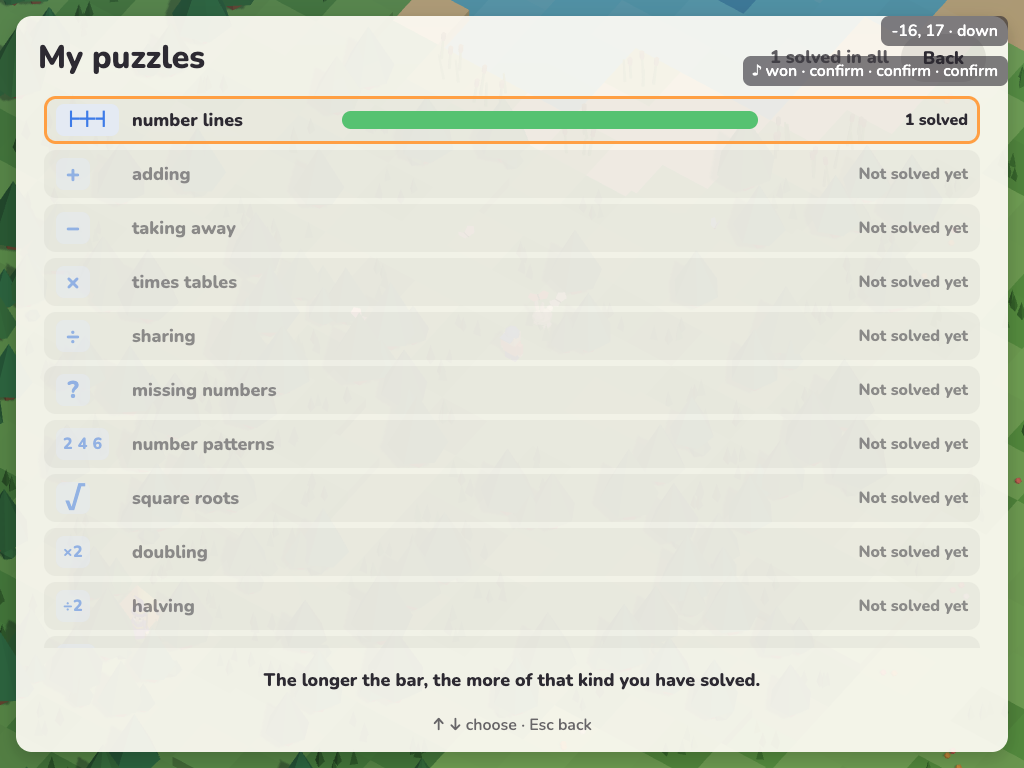 My puzzles
-16, 17 · down
1 solved in all
Back
♪ won · confirm · confirm · confirm
number lines
1 solved
+
adding
Not solved yet
−
taking away
Not solved yet
×
times tables
Not solved yet
÷
sharing
Not solved yet
?
missing numbers
Not solved yet
2 4 6
number patterns
Not solved yet
√
square roots
Not solved yet
×2
doubling
Not solved yet
÷2
halving
Not solved yet
The longer the bar, the more of that kind you have solved.
↑ ↓ choose · Esc back